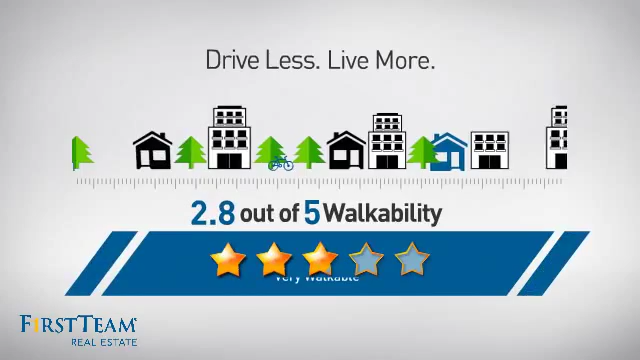 Drive Less. Live More.
2.8 out of 5 Walkability
Very Walkable
FIRSTTEAM®
REAL ESTATE